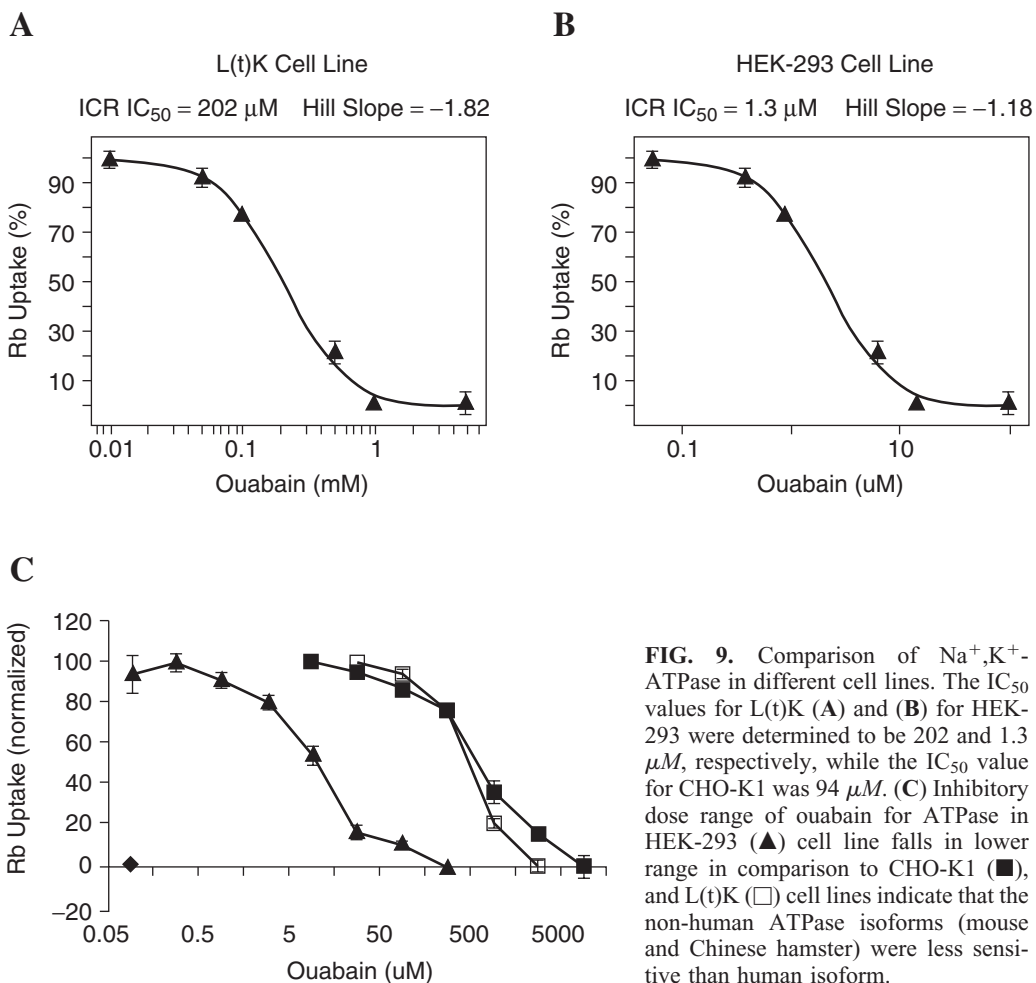 A
L(t)K Cell Line
ICR IC50 = 202 μM Hill Slope = −1.82
90
70
50
30
10
Rb Uptake (%)
0.01 0.1 1
Ouabain (mM)
B
HEK-293 Cell Line
ICR IC50 = 1.3 μM Hill Slope = −1.18
90
70
50
30
10
Rb Uptake (%)
0.1 10
Ouabain (uM)
C
120
100
80
60
40
20
0
−20
Rb Uptake (normalized)
0.05 0.5 5 50 500 5000
Ouabain (uM)
FIG. 9. Comparison of Na+,K+-
ATPase in different cell lines. The IC50
values for L(t)K (A) and (B) for HEK-
293 were determined to be 202 and 1.3
μM, respectively, while the IC50 value
for CHO-K1 was 94 μM. (C) Inhibitory
dose range of ouabain for ATPase in
HEK-293 (▲) cell line falls in lower
range in comparison to CHO-K1 (■),
and L(t)K (□) cell lines indicate that the
non-human ATPase isoforms (mouse
and Chinese hamster) were less sensi-
tive than human isoform.